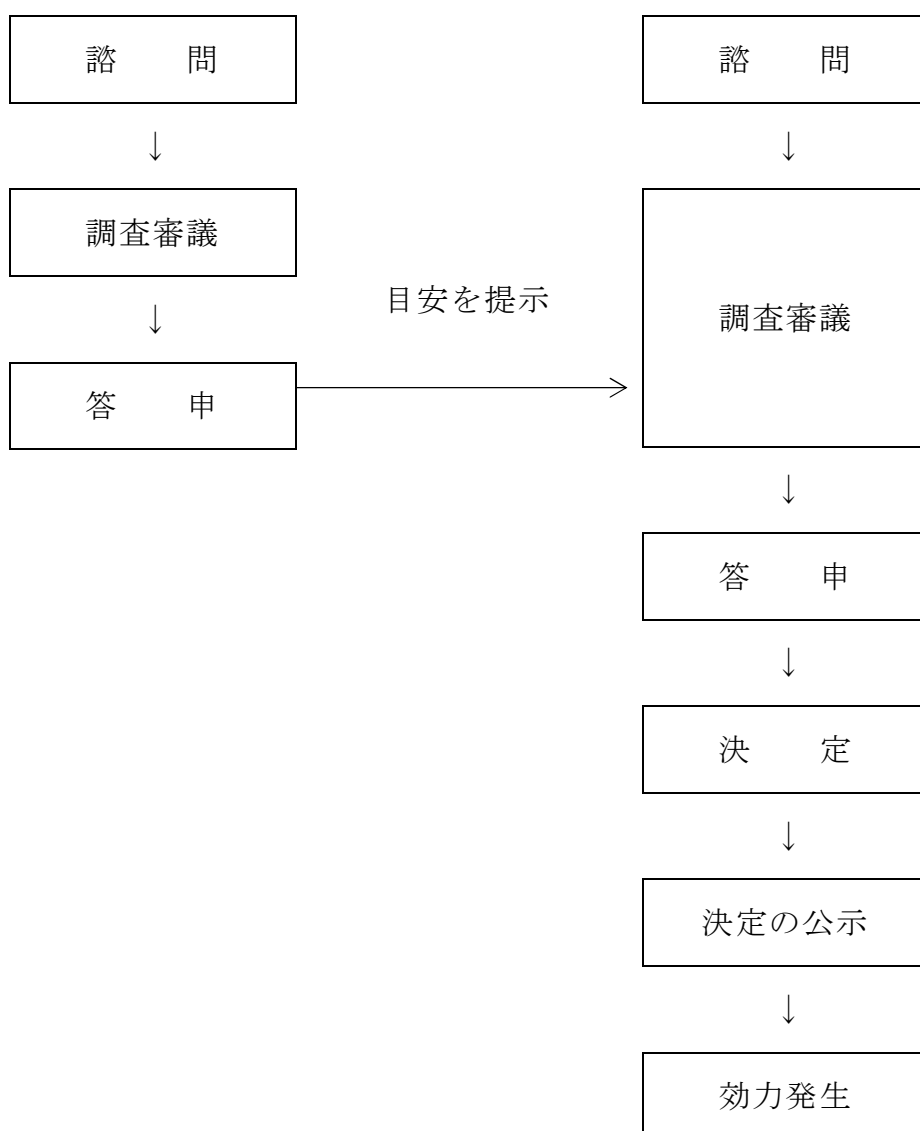 諮　　問
↓
調査審議
↓
答　　申
目安を提示
諮　　問
↓
調査審議
↓
答　　申
↓
決　　定
↓
決定の公示
↓
効力発生